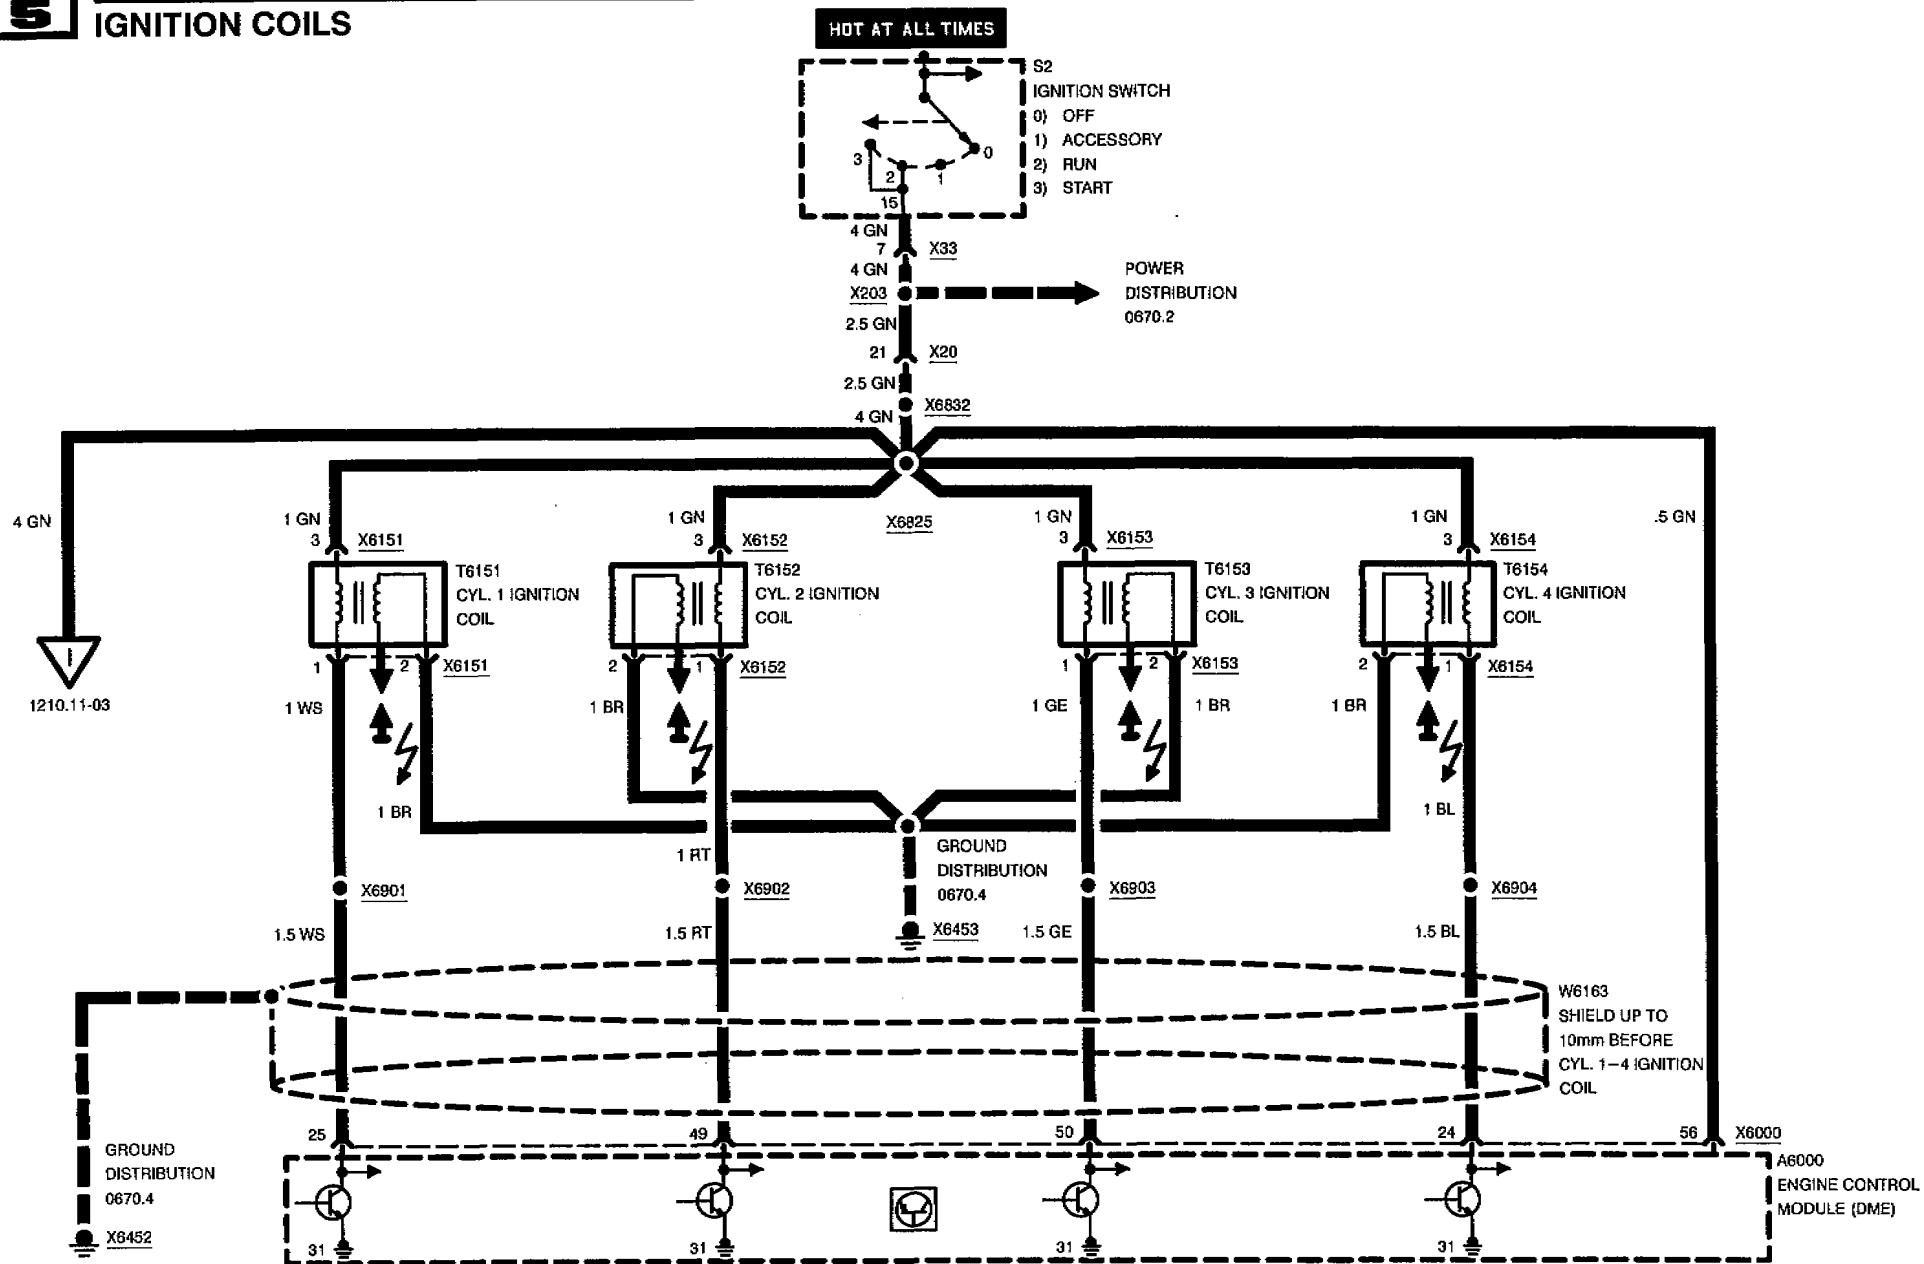 5
IGNITION COILS
HOT AT ALL TIMES
S2
IGNITION SWITCH
0) OFF
1) ACCESSORY
2) RUN
3) START
3
2
1
0
15
4 GN
7
X33
4 GN
X203
POWER
DISTRIBUTION
0670.2
2.5 GN
21
X20
2.5 GN
X6832
4 GN
X6825
4 GN
1 GN
3
X6151
1 GN
3
X6152
1 GN
3
X6153
1 GN
3
X6154
.5 GN
T6151
CYL. 1 IGNITION
COIL
T6152
CYL. 2 IGNITION
COIL
T6153
CYL. 3 IGNITION
COIL
T6154
CYL. 4 IGNITION
COIL
I
1210.11-03
1
2
X6151
2
1
X6152
1
2
X6153
2
1
X6154
1 WS
1 BR
1 GE
1 BR
1 BR
1 BR
1 BL
1 RT
GROUND
DISTRIBUTION
0670.4
X6901
X6902
X6903
X6904
X6453
1.5 WS
1.5 RT
1.5 GE
1.5 BL
W6163
SHIELD UP TO
10mm BEFORE
CYL. 1–4 IGNITION
COIL
25
49
50
24
56
X6000
GROUND
DISTRIBUTION
0670.4
X6452
A6000
ENGINE CONTROL
MODULE (DME)
31
31
31
31